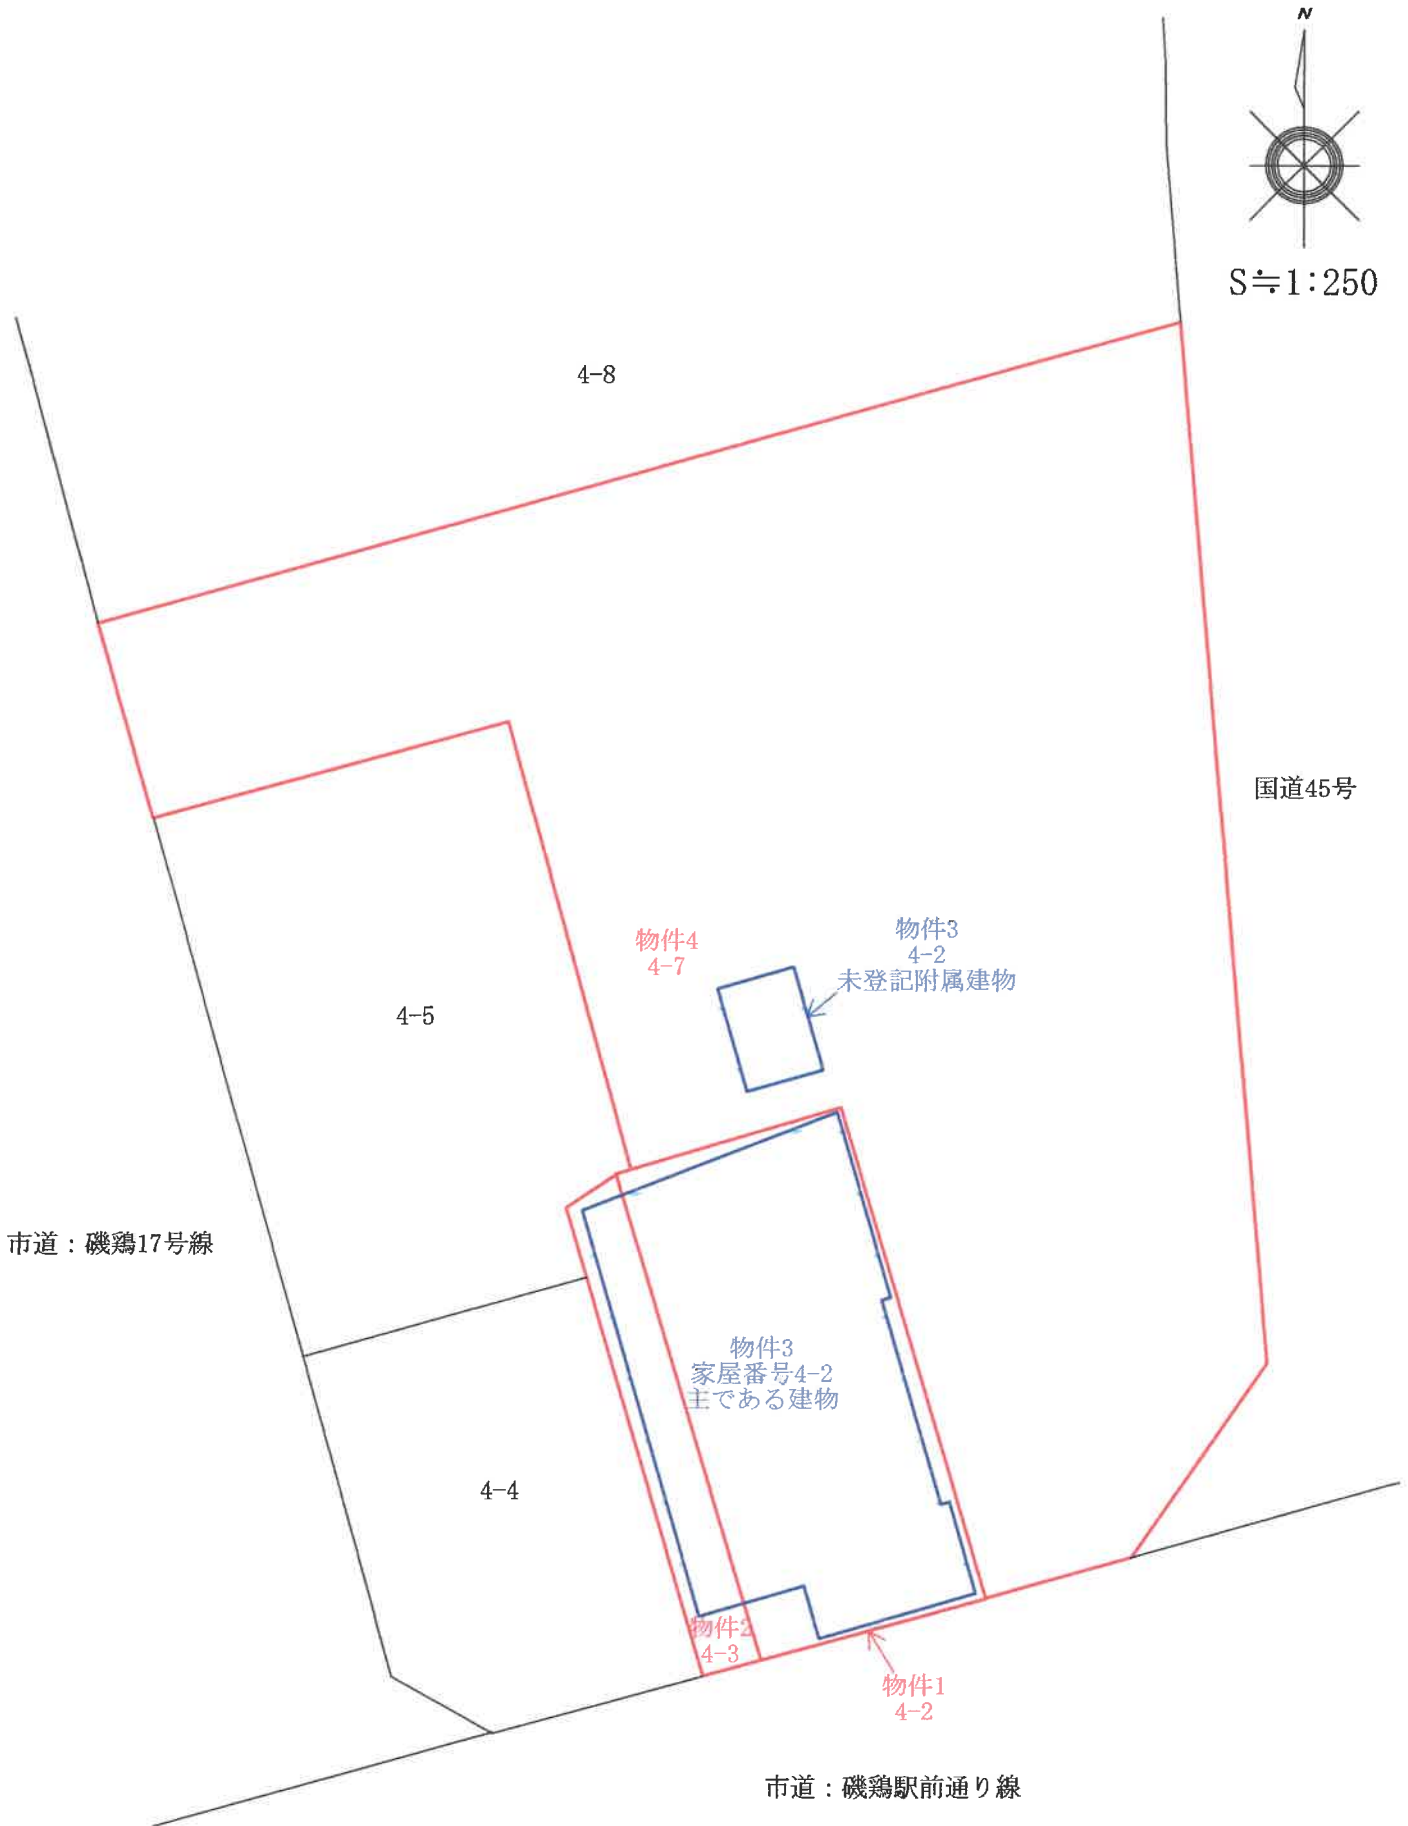 N
S≒1:250
4-8
国道45号
物件3
4-2
未登記附属建物
物件4
4-7
4-5
市道：磯鶏17号線
物件3
家屋番号4-2
主である建物
4-4
物件2
4-3
物件1
4-2
市道：磯鶏駅前通り線